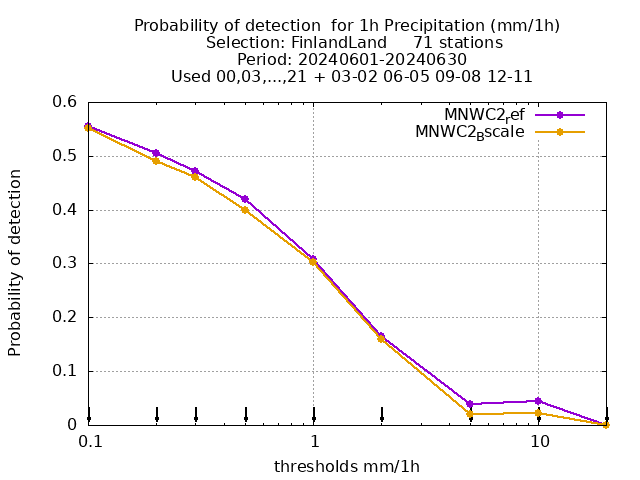 Probability of detection  for 1h Precipitation (mm/1h)
Selection: FinlandLand     71 stations
Period: 20240601-20240630
Used 00,03,...,21 + 03-02 06-05 09-08 12-11
MNWC2_ref
MNWC2_Bscale
Probability of detection
0.6
0.5
0.4
0.3
0.2
0.1
0
0.1
1
10
thresholds mm/1h